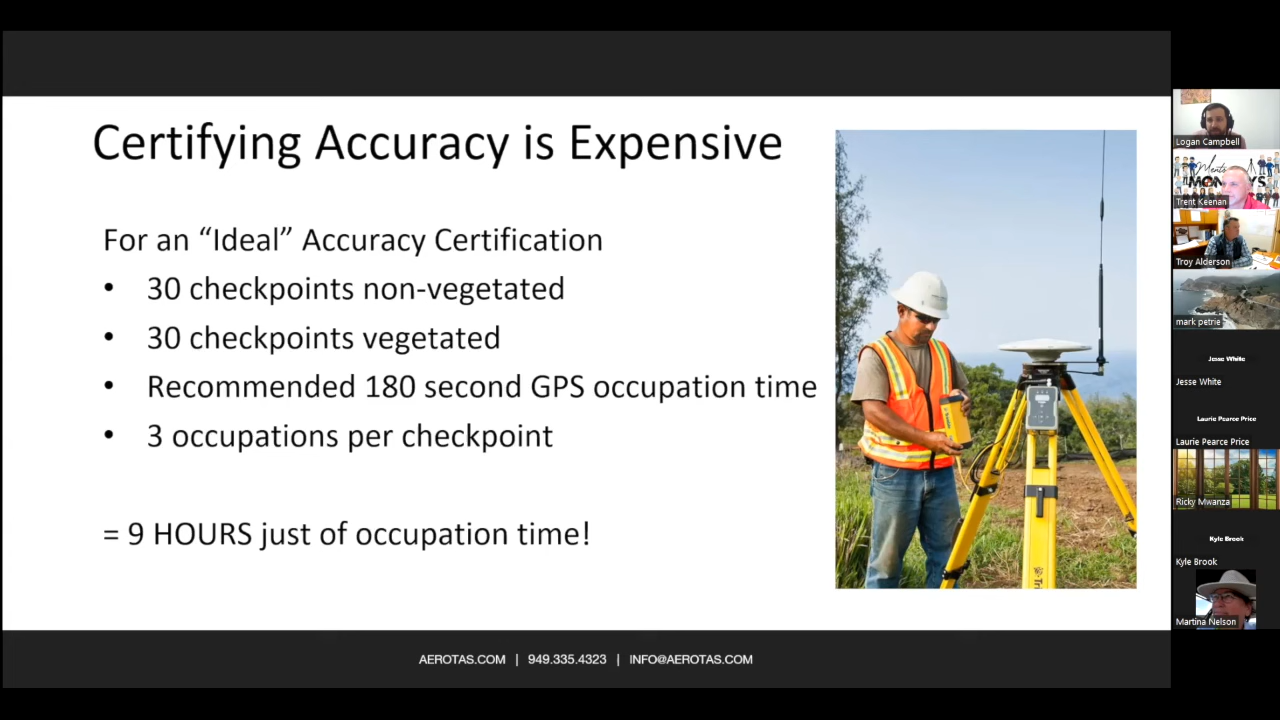 Certifying Accuracy is Expensive
For an “Ideal” Accuracy Certification
• 30 checkpoints non-vegetated
• 30 checkpoints vegetated
• Recommended 180 second GPS occupation time
• 3 occupations per checkpoint
= 9 HOURS just of occupation time!
AEROTAS.COM | 949.335.4323 | INFO@AEROTAS.COM
Logan Campbell
Trent Keenan
Troy Alderson
mark petrie
Jesse White
Jesse White
Laurie Pearce Price
Laurie Pearce Price
Ricky Mwanza
Kyle Brook
Kyle Brook
Martina Nelson